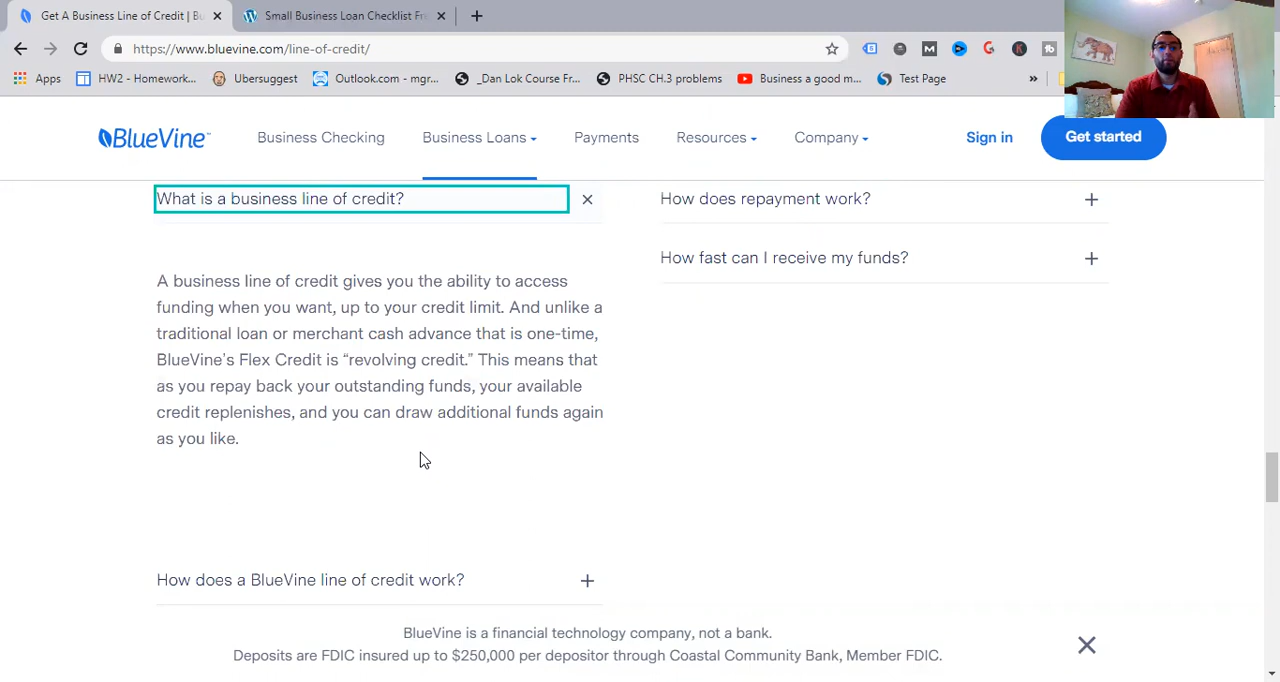 Get A Business Line of Credit | Bu
Small Business Loan Checklist Fre
https://www.bluevine.com/line-of-credit/
Apps
HW2 - Homework...
Ubersuggest
Outlook.com - mgr...
_Dan Lok Course Fr...
PHSC CH.3 problems
Business a good m...
Test Page
»
BlueVine™
Business Checking
Business Loans
Payments
Resources
Company
Sign in
Get started
What is a business line of credit?
A business line of credit gives you the ability to access
funding when you want, up to your credit limit. And unlike a
traditional loan or merchant cash advance that is one-time,
BlueVine's Flex Credit is “revolving credit.” This means that
as you repay back your outstanding funds, your available
credit replenishes, and you can draw additional funds again
as you like.
How does a BlueVine line of credit work?
How does repayment work?
How fast can I receive my funds?
BlueVine is a financial technology company, not a bank.
Deposits are FDIC insured up to $250,000 per depositor through Coastal Community Bank, Member FDIC.